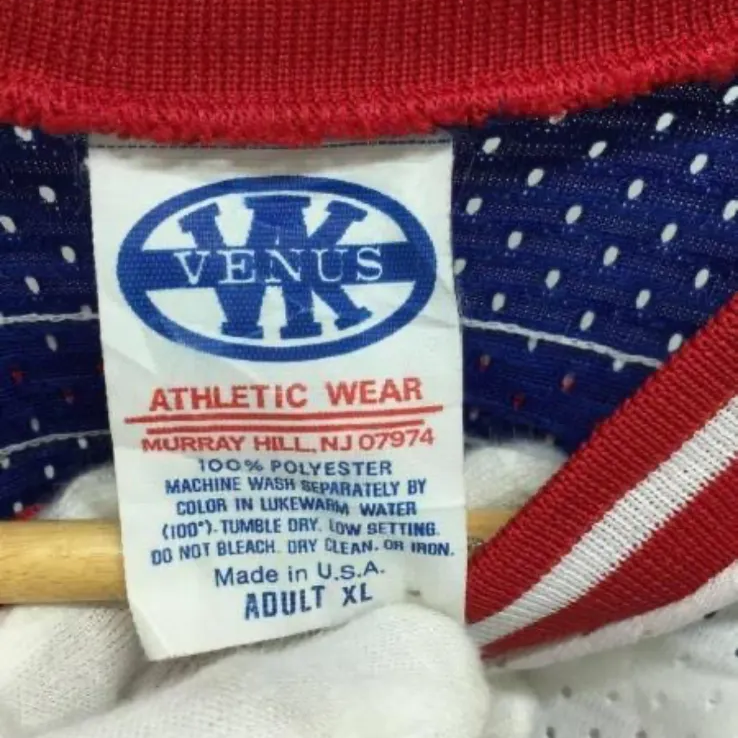 VK
VENUS
ATHLETIC WEAR
MURRAY HILL, NJ 07974
100% POLYESTER
MACHINE WASH SEPARATELY BY
COLOR IN LUKEWARM WATER
(100°). TUMBLE DRY. LOW SETTING.
DO NOT BLEACH. DRY CLEAN. OR IRON.
Made in U.S.A.
ADULT XL